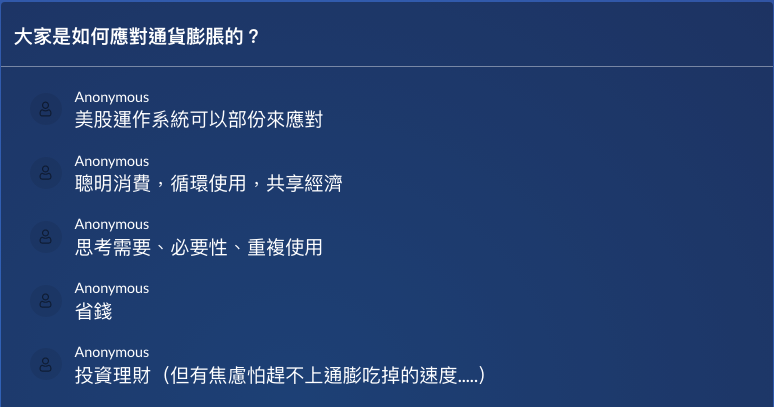 大家是如何應對通貨膨脹的？
Anonymous
美股運作系統可以部份來應對
Anonymous
聰明消費，循環使用，共享經濟
Anonymous
思考需要、必要性、重複使用
Anonymous
省錢
Anonymous
投資理財（但有焦慮怕趕不上通膨吃掉的速度.....）